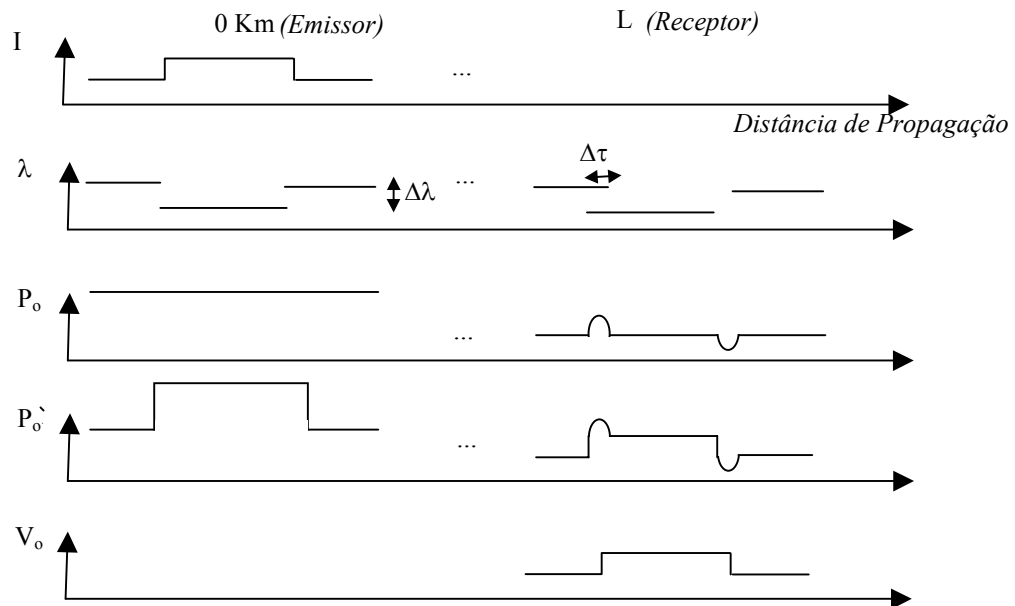 0 Km (Emissor)
L (Receptor)
I
...
Distância de Propagação
λ
Δλ
...
Δτ
Po
...
Po`
...
Vo